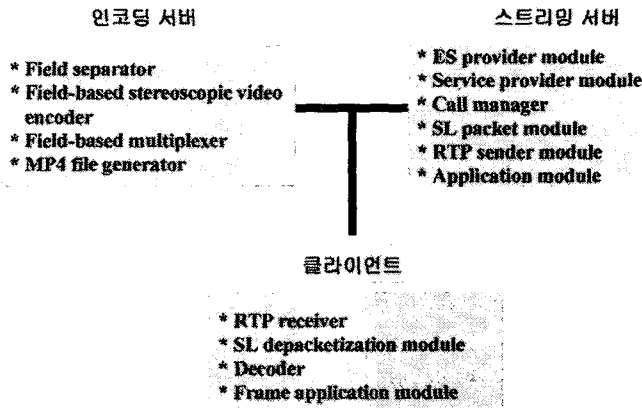 인코딩 서버
* Field separator
* Field-based stereoscopic video
encoder
* Field-based multiplexer
* MP4 file generator
스트리밍 서버
* ES provider module
* Service provider module
* Call manager
* SL packet module
* RTP sender module
* Application module
클라이언트
* RTP receiver
* SL depacketization module
* Decoder
* Frame application module